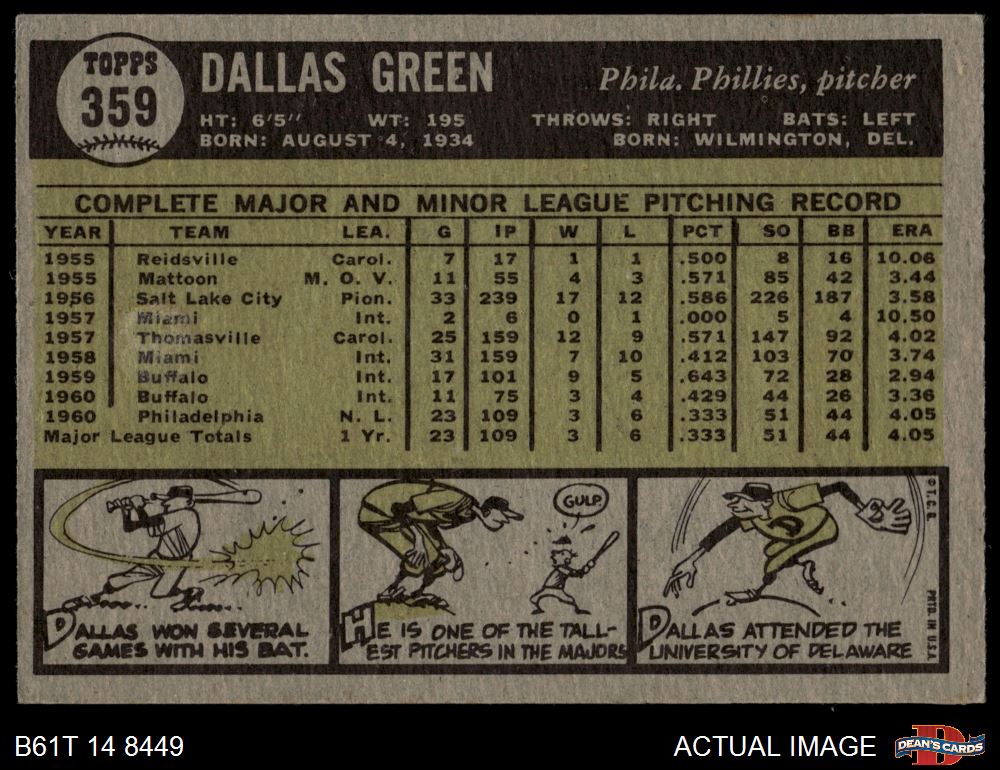 TOPPS
359
DALLAS GREEN
Phila. Phillies, pitcher
HT: 6'5" WT: 195 THROWS: RIGHT BATS: LEFT
BORN: AUGUST 4, 1934 BORN: WILMINGTON, DEL.
COMPLETE MAJOR AND MINOR LEAGUE PITCHING RECORD
YEAR TEAM LEA. G IP W L PCT SO BB ERA
1955 Reidsville Carol. 7 17 1 1 .500 8 16 10.06
1955 Mattoon M. O. V. 11 55 4 3 .571 85 42 3.44
1956 Salt Lake City Pion. 33 239 17 12 .586 226 187 3.58
1957 Miami Int. 2 6 0 1 .000 5 4 10.50
1957 Thomasville Carol. 25 159 12 9 .571 147 92 4.02
1958 Miami Int. 31 159 7 10 .412 103 70 3.74
1959 Buffalo Int. 17 101 9 5 .643 72 28 2.94
1960 Buffalo Int. 11 75 3 4 .429 44 26 3.36
1960 Philadelphia N. L. 23 109 3 6 .333 51 44 4.05
Major League Totals 1 Yr. 23 109 3 6 .333 51 44 4.05
DALLAS WON SEVERAL
GAMES WITH HIS BAT.
GULP.
HE IS ONE OF THE TALL-
EST PITCHERS IN THE MAJORS
DALLAS ATTENDED THE
UNIVERSITY OF DELAWARE
© T.C.G.
PRTD. IN U.S.A.
B61T 14 8449
ACTUAL IMAGE
D
DEAN'S CARDS